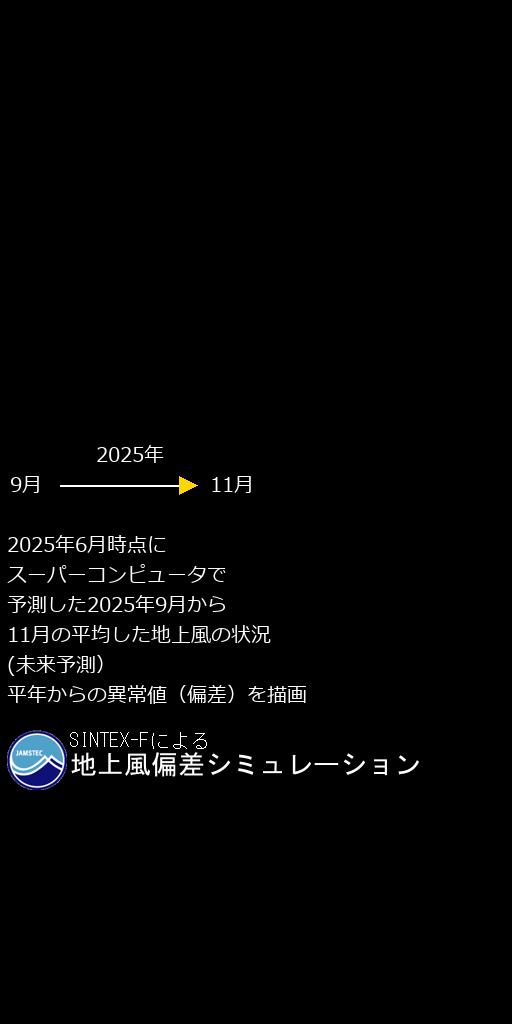 2025年
9月 11月
2025年6月時点に
スーパーコンピュータで
予測した2025年9月から
11月の平均した地上風の状況
(未来予測）
平年からの異常値（偏差）を描画
SINTEX-Fによる
JAMSTEC
地上風偏差シミュレーション